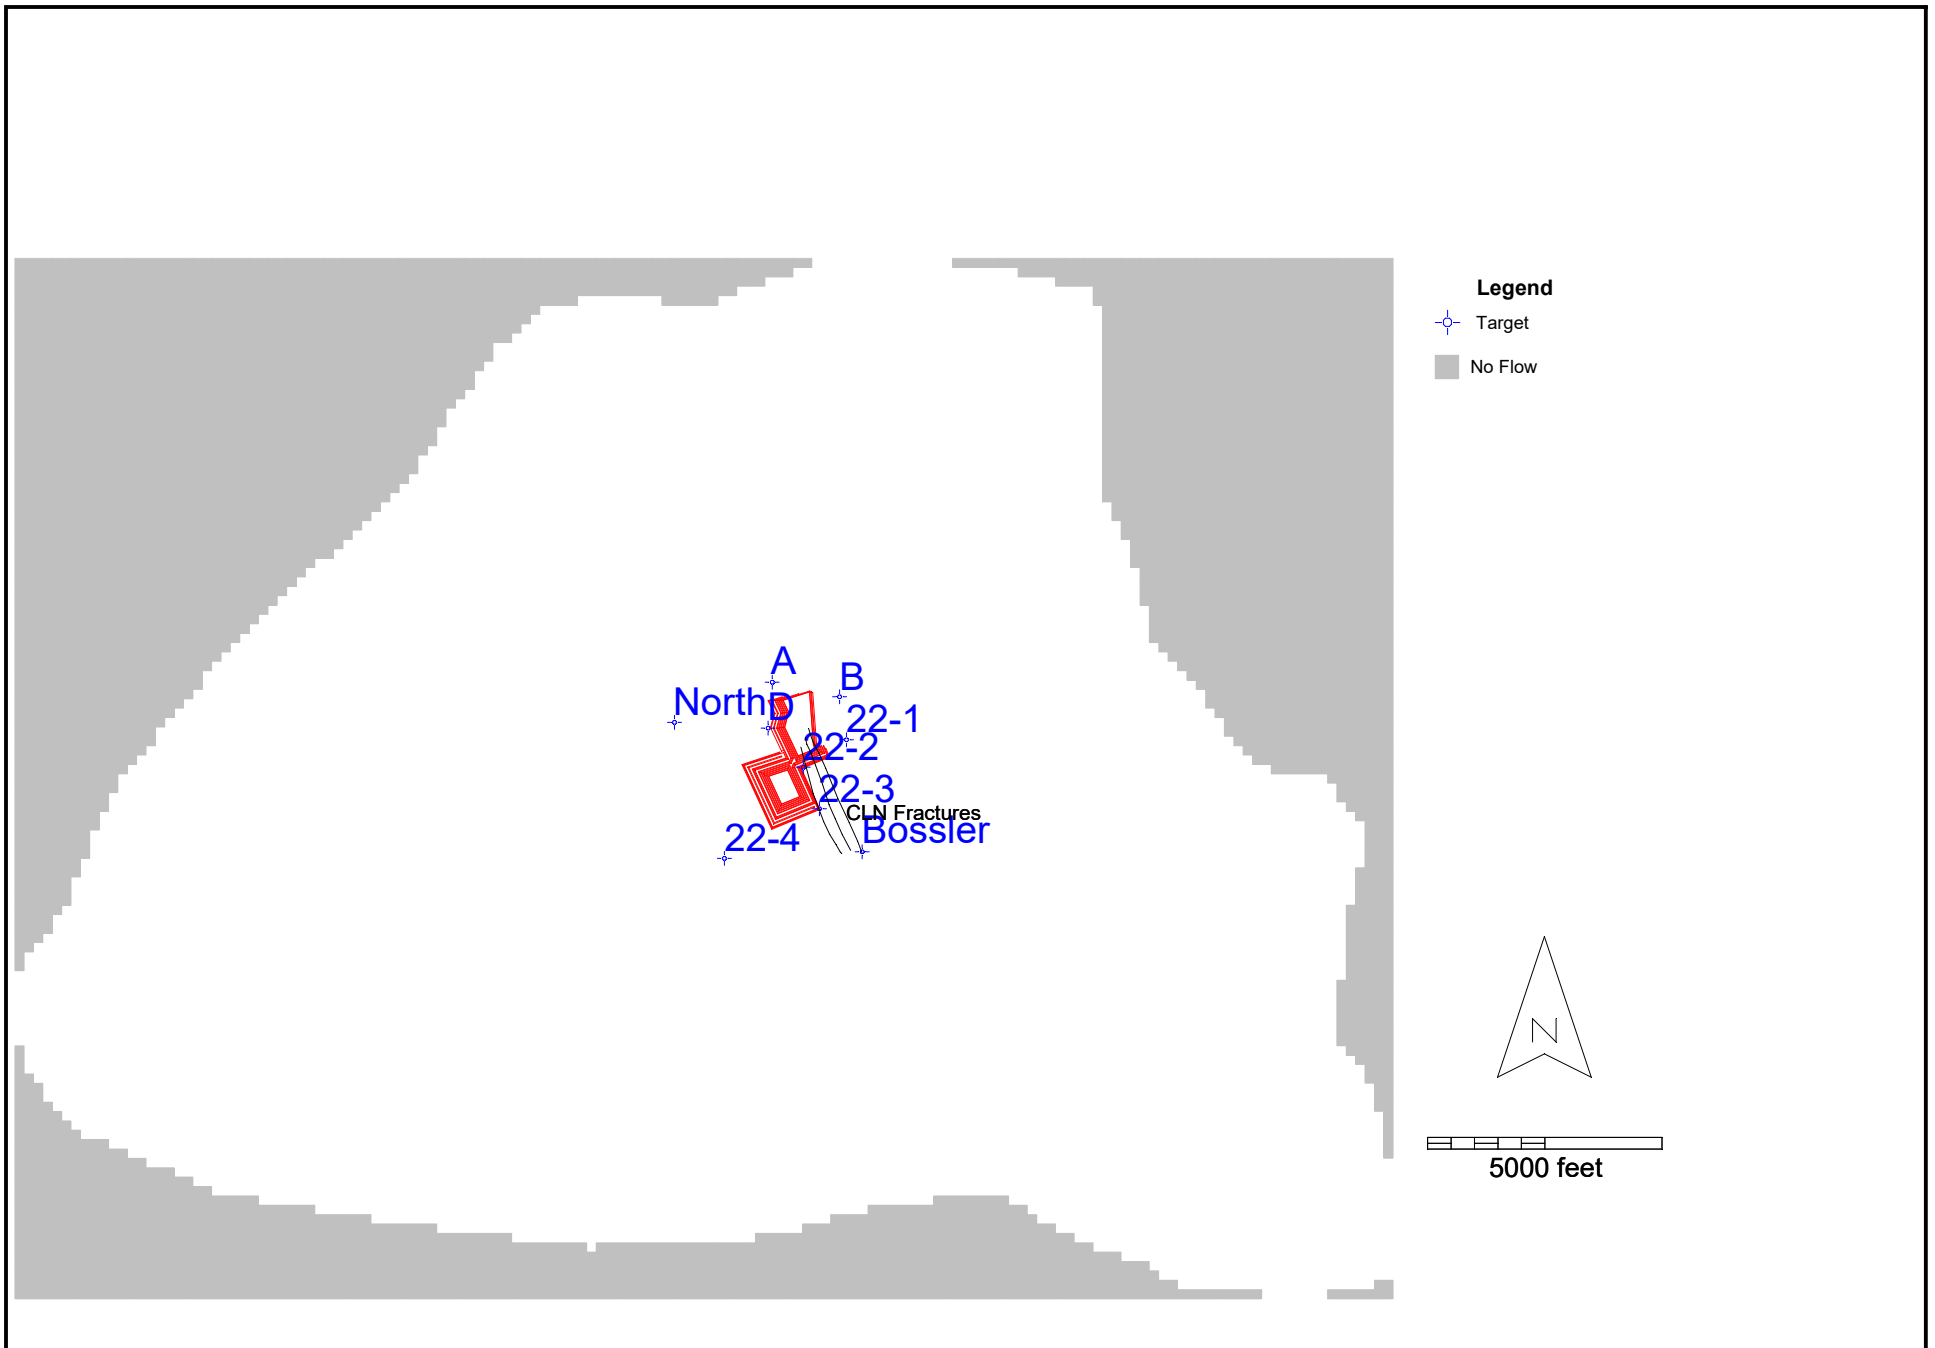 Legend
Target
No Flow
A
B
North
D
22-1
22-2
22-3
CLN Fractures
Bossler
22-4
N
5000 feet